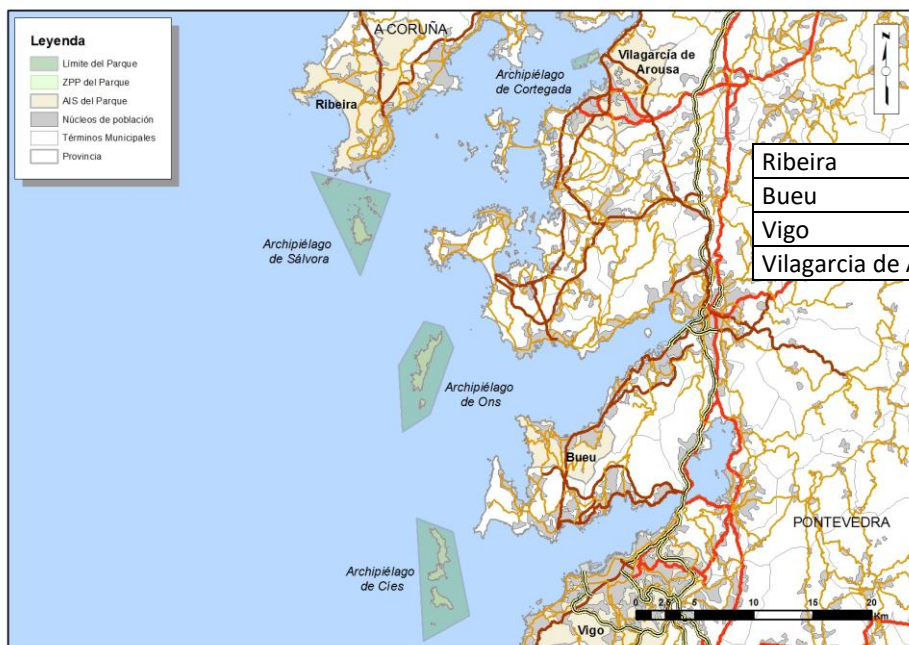 Leyenda
Límite del Parque
ZPP del Parque
AIS del Parque
Núcleos de población
Términos Municipales
Provincia
A CORUÑA
Ribeira
Archipiélago
de Cortegada
Vilagarcía de
Arousa
N
Archipiélago
de Sálvora
Ribeira
Bueu
Vigo
Vilagarcia de
Archipiélago
de Ons
Bueu
PONTEVEDRA
Archipiélago
de Cíes
Vigo
0 2,5 5 10 15 20
Km